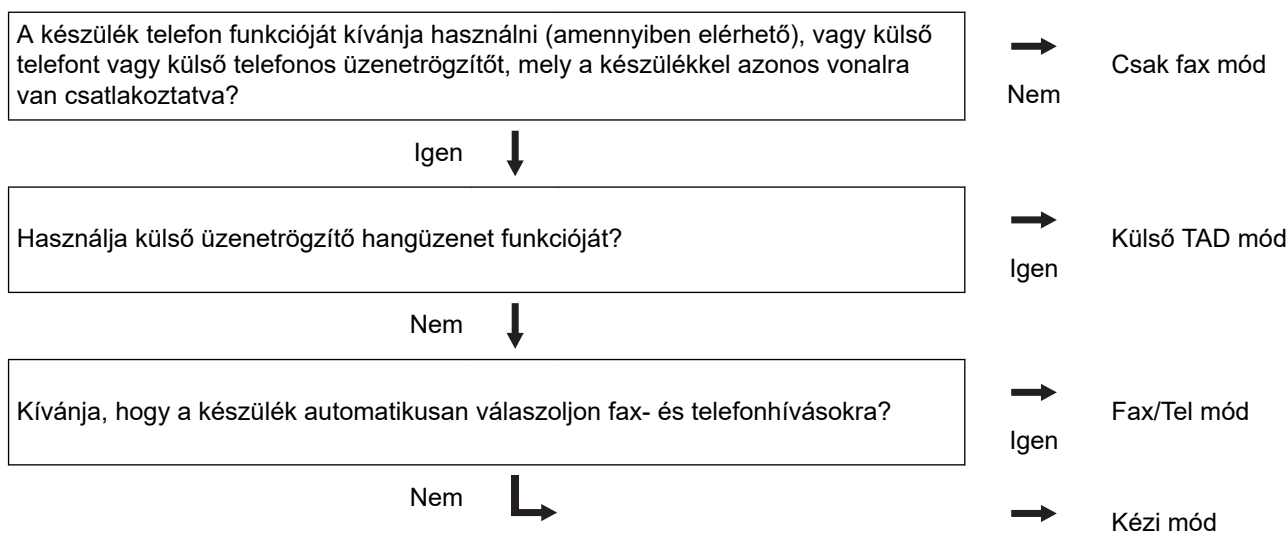 A készülék telefon funkcióját kívánja használni (amennyiben elérhető), vagy külső
telefont vagy külső telefonos üzenetrögzítőt, mely a készülékkel azonos vonalra
van csatlakoztatva?
Nem
Csak fax mód
Igen
Használja külső üzenetrögzítő hangüzenet funkcióját?
Igen
Külső TAD mód
Nem
Kívánja, hogy a készülék automatikusan válaszoljon fax- és telefonhívásokra?
Igen
Fax/Tel mód
Nem
Kézi mód